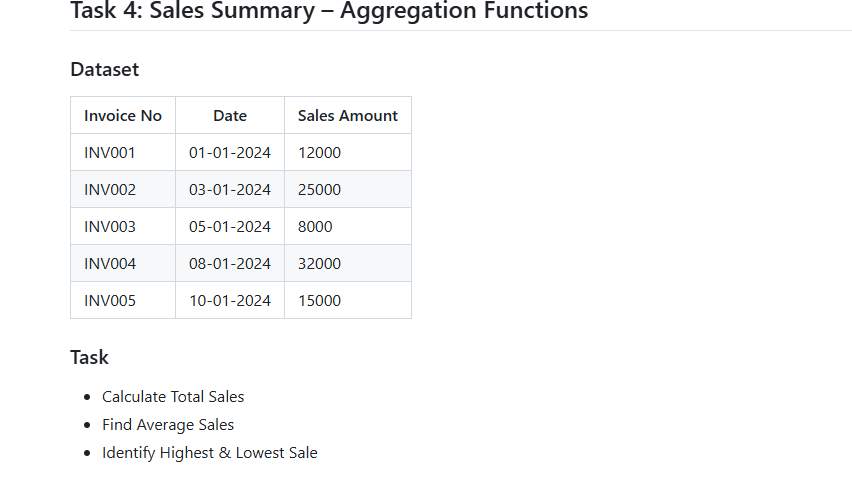 Task 4: Sales Summary – Aggregation Functions
Dataset
Invoice No Date Sales Amount
INV001 01-01-2024 12000
INV002 03-01-2024 25000
INV003 05-01-2024 8000
INV004 08-01-2024 32000
INV005 10-01-2024 15000
Task
• Calculate Total Sales
• Find Average Sales
• Identify Highest & Lowest Sale